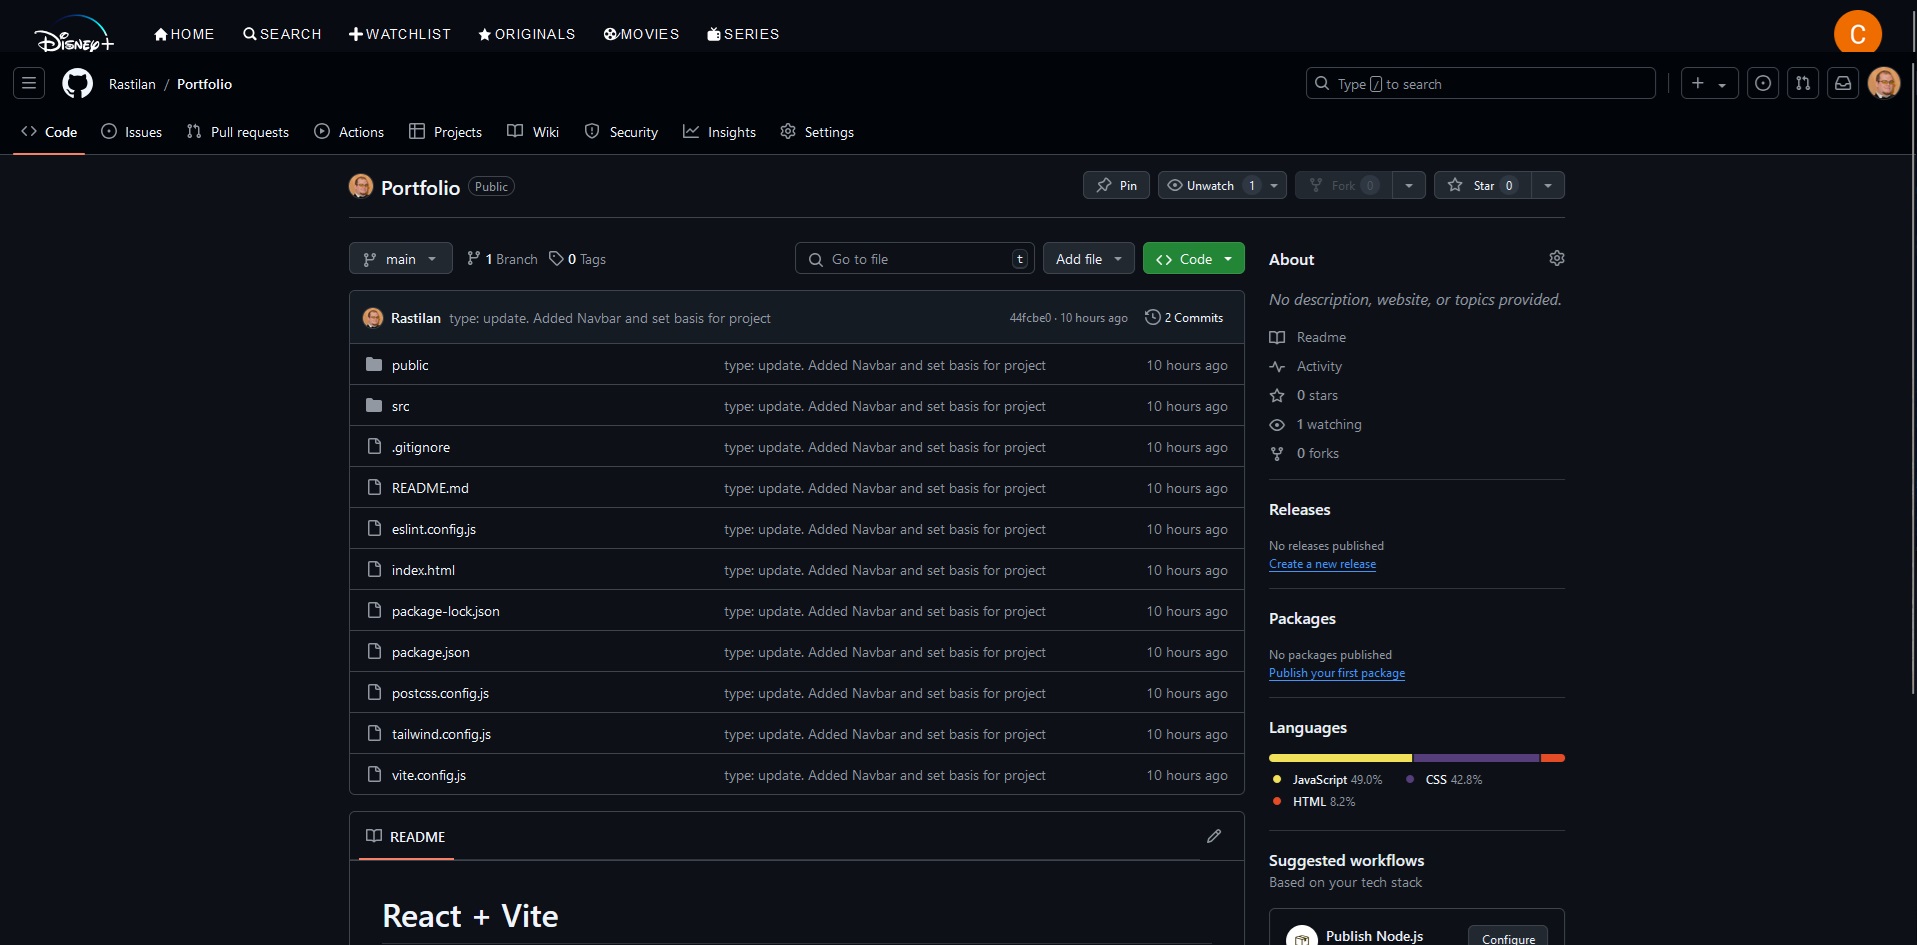 Disney+ HOME SEARCH WATCHLIST ORIGINALS MOVIES SERIES C
Rastilan / Portfolio Type / to search
Code Issues Pull requests Actions Projects Wiki Security Insights Settings
Portfolio Public Pin Unwatch 1 Fork 0 Star 0
main 1 Branch 0 Tags Go to file t Add file Code
Rastilan type: update. Added Navbar and set basis for project 44fcbe0 · 10 hours ago 2 Commits
public type: update. Added Navbar and set basis for project 10 hours ago
src type: update. Added Navbar and set basis for project 10 hours ago
.gitignore type: update. Added Navbar and set basis for project 10 hours ago
README.md type: update. Added Navbar and set basis for project 10 hours ago
eslint.config.js type: update. Added Navbar and set basis for project 10 hours ago
index.html type: update. Added Navbar and set basis for project 10 hours ago
package-lock.json type: update. Added Navbar and set basis for project 10 hours ago
package.json type: update. Added Navbar and set basis for project 10 hours ago
postcss.config.js type: update. Added Navbar and set basis for project 10 hours ago
tailwind.config.js type: update. Added Navbar and set basis for project 10 hours ago
vite.config.js type: update. Added Navbar and set basis for project 10 hours ago
README
React + Vite
About
No description, website, or topics provided.
Readme
Activity
0 stars
1 watching
0 forks
Releases
No releases published
Create a new release
Packages
No packages published
Publish your first package
Languages
JavaScript 49.0% CSS 42.8%
HTML 8.2%
Suggested workflows
Based on your tech stack
Publish Node.js Configure